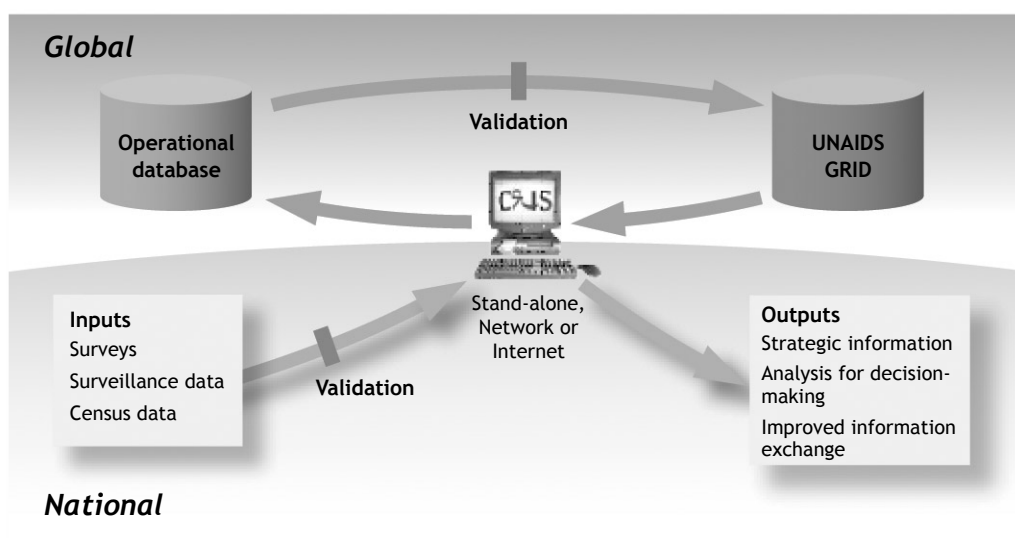 Global
Operational
database
Validation
UNAIDS
GRID
Stand-alone,
Network or
Internet
Inputs
Surveys
Surveillance data
Census data
Validation
Outputs
Strategic information
Analysis for decision-
making
Improved information
exchange
National